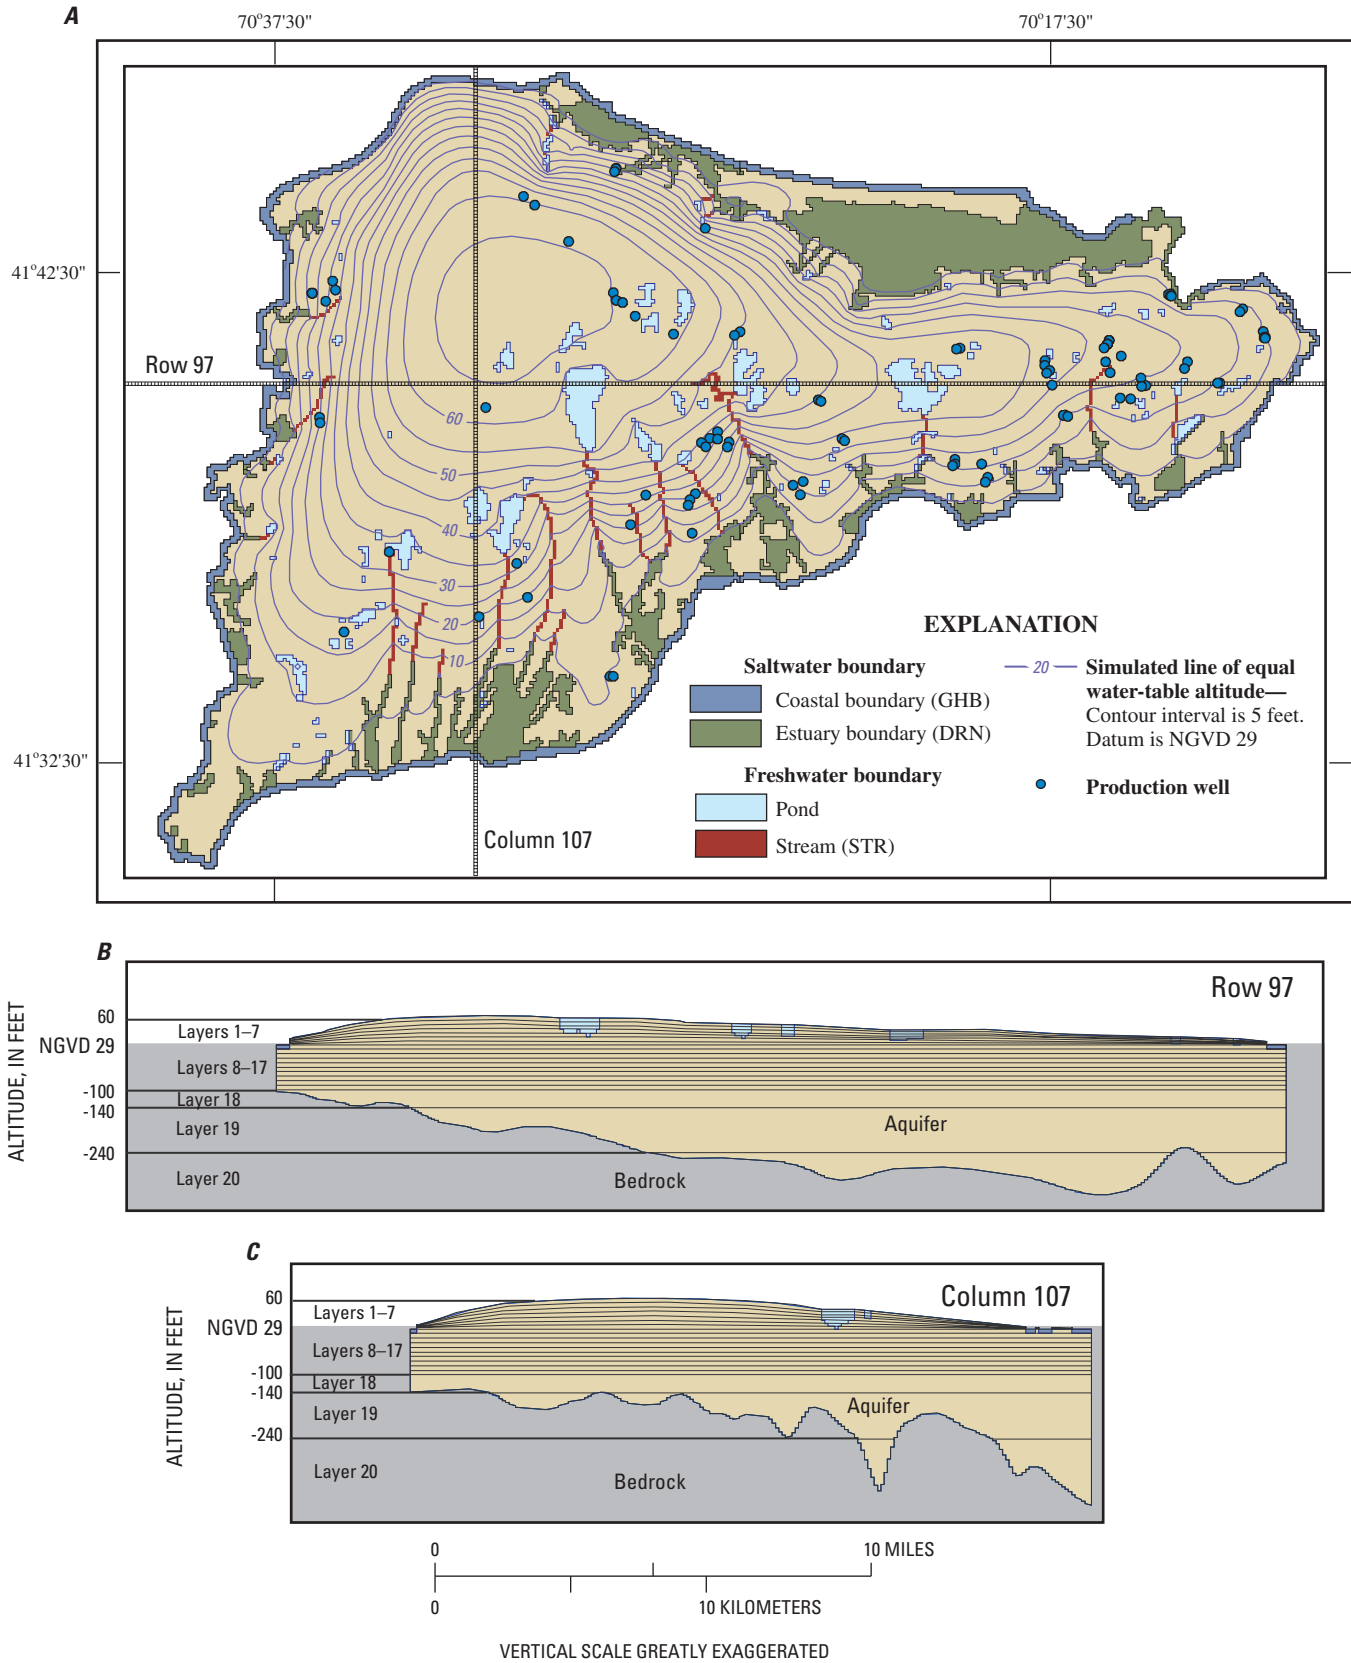 A
70°37'30"
70°17'30"
41°42'30"
Row 97
60
50
40
30
20
10
41°32'30"
Column 107
EXPLANATION
Saltwater boundary
Coastal boundary (GHB)
Estuary boundary (DRN)
Freshwater boundary
Pond
Stream (STR)
20
Simulated line of equal
water-table altitude—
Contour interval is 5 feet.
Datum is NGVD 29
Production well
B
Row 97
ALTITUDE, IN FEET
60
NGVD 29
-100
-140
-240
Layers 1–7
Layers 8–17
Layer 18
Layer 19
Layer 20
Aquifer
Bedrock
C
Column 107
ALTITUDE, IN FEET
60
NGVD 29
-100
-140
-240
Layers 1–7
Layers 8–17
Layer 18
Layer 19
Layer 20
Aquifer
Bedrock
0
10 MILES
0
10 KILOMETERS
VERTICAL SCALE GREATLY EXAGGERATED